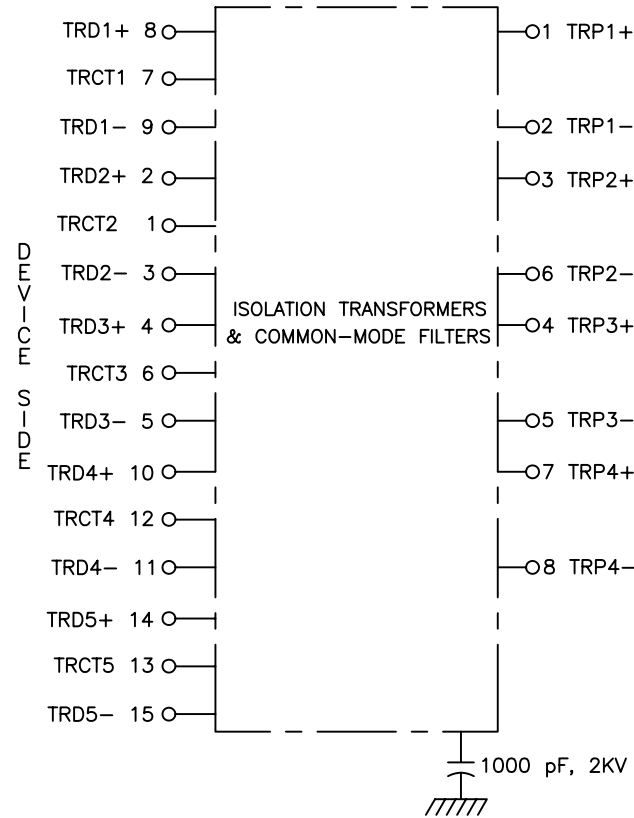 TRD1+ 8
1 TRP1+
TRCT1 7
TRD1- 9
2 TRP1-
TRD2+ 2
3 TRP2+
TRCT2 1
DEVICE SIDE
TRD2- 3
6 TRP2-
ISOLATION TRANSFORMERS
& COMMON-MODE FILTERS
TRD3+ 4
4 TRP3+
TRCT3 6
TRD3- 5
5 TRP3-
TRD4+ 10
7 TRP4+
TRCT4 12
TRD4- 11
8 TRP4-
TRD5+ 14
TRCT5 13
TRD5- 15
1000 pF, 2KV